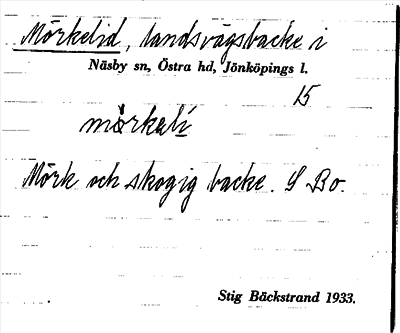 Mörkelid, landsvägsbacke i
Näsby sn, Östra hd, Jönköpings l.
15
mörkeli
Mörk och skogig backe. S Bo.
Stig Bäckstrand 1933.